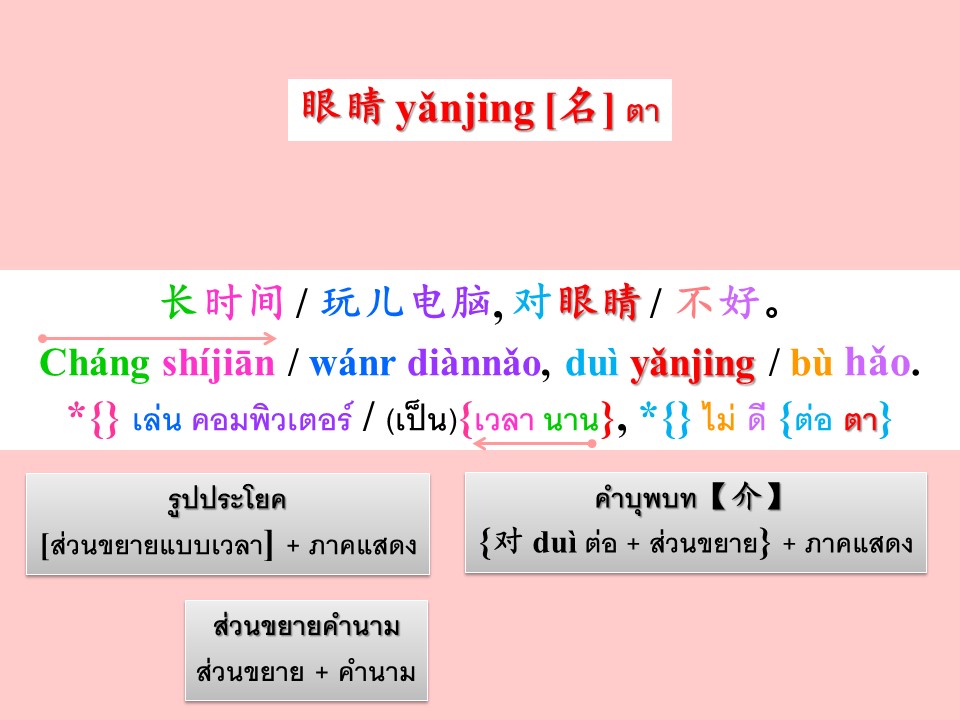 眼睛 yǎnjing [名] ตา
长时间 / 玩儿电脑, 对眼睛 / 不好。
Cháng shíjiān / wánr diànnǎo, duì yǎnjing / bù hǎo.
*{} เล่น คอมพิวเตอร์ / (เป็น){เวลา นาน}, *{} ไม่ ดี {ต่อ ตา}
รูปประโยค
[ส่วนขยายแบบเวลา] + ภาคแสดง
คำบุพบท【介】
{对 duì ต่อ + ส่วนขยาย} + ภาคแสดง
ส่วนขยายคำนาม
ส่วนขยาย + คำนาม